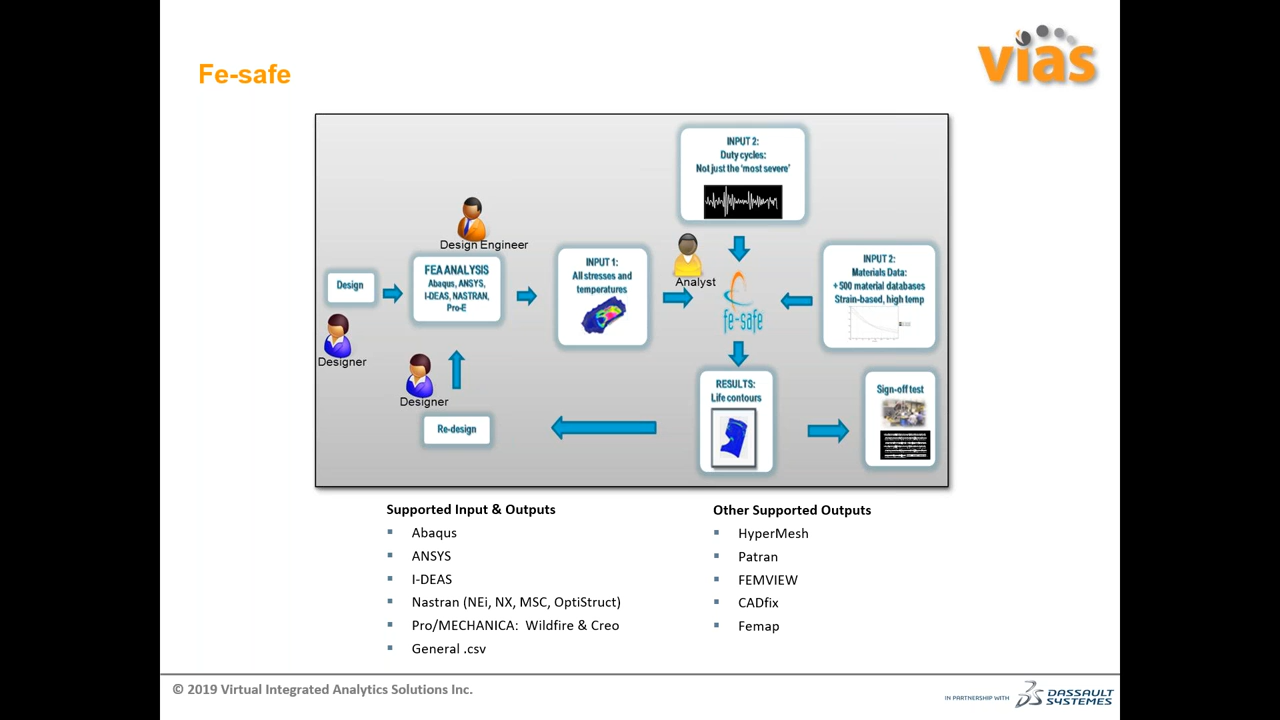 Fe-safe
vias
INPUT 2:
Duty cycles:
Not just the 'most severe'
Design Engineer
Analyst
Design
FEA ANALYSIS
Abaqus, ANSYS,
I-DEAS, NASTRAN,
Pro-E
INPUT 1:
All stresses and
temperatures
fe-safe
INPUT 2:
Materials Data:
+ 500 material databases
Strain-based, high temp
Designer
Designer
Re-design
RESULTS:
Life contours
Sign-off test
Supported Input & Outputs
Abaqus
ANSYS
I-DEAS
Nastran (NEi, NX, MSC, OptiStruct)
Pro/MECHANICA: Wildfire & Creo
General .csv
Other Supported Outputs
HyperMesh
Patran
FEMVIEW
CADfix
Femap
© 2019 Virtual Integrated Analytics Solutions Inc.
IN PARTNERSHIP WITH
DASSAULT
SYSTEMES